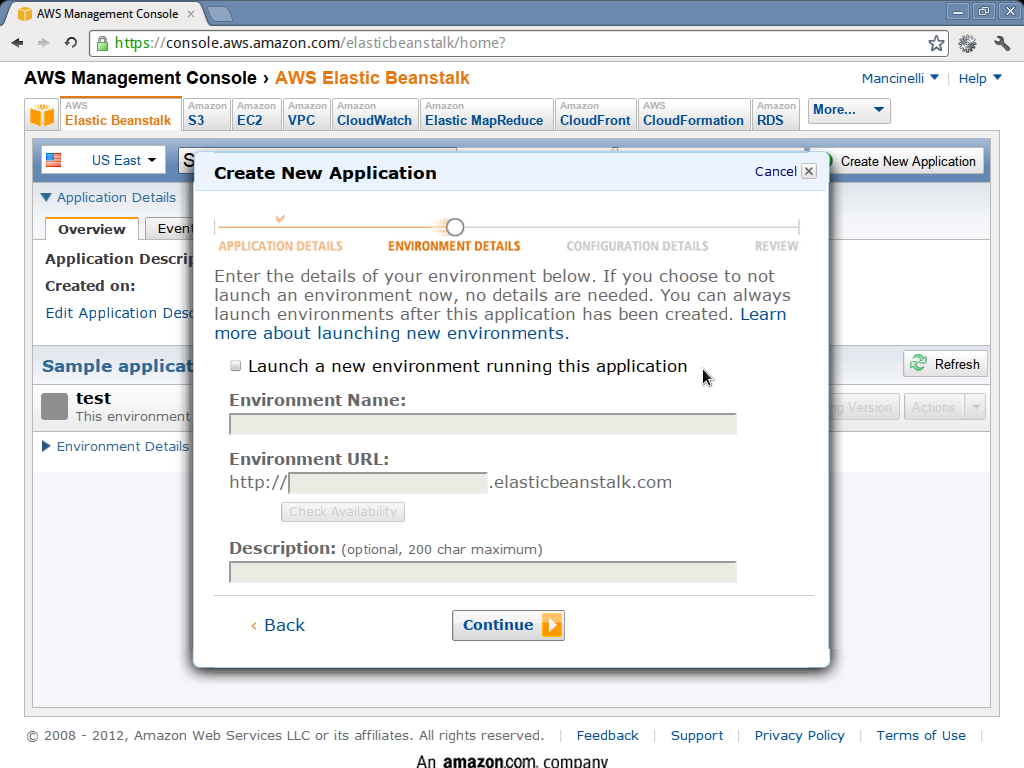 AWS Management Console
https://console.aws.amazon.com/elasticbeanstalk/home?
AWS Management Console › AWS Elastic Beanstalk
Mancinelli
Help
AWS
Elastic Beanstalk
Amazon
S3
Amazon
EC2
Amazon
VPC
Amazon
CloudWatch
Amazon
Elastic MapReduce
Amazon
CloudFront
AWS
CloudFormation
Amazon
RDS
More...
US East
Create New Application
Application Details
Overview
Application
Created on:
Edit Application
Sample
Refresh
test
This environment
Version
Actions
Environment Details
Create New Application
Cancel
APPLICATION DETAILS
ENVIRONMENT DETAILS
CONFIGURATION DETAILS
REVIEW
Enter the details of your environment below. If you choose to not
launch an environment now, no details are needed. You can always
launch environments after this application has been created. Learn
more about launching new environments.
Launch a new environment running this application
Environment Name:
Environment URL:
http://
.elasticbeanstalk.com
Check Availability
Description: (optional, 200 char maximum)
‹ Back
Continue
© 2008 - 2012, Amazon Web Services LLC or its affiliates. All rights reserved. | Feedback | Support | Privacy Policy | Terms of Use |
An amazon.com. company